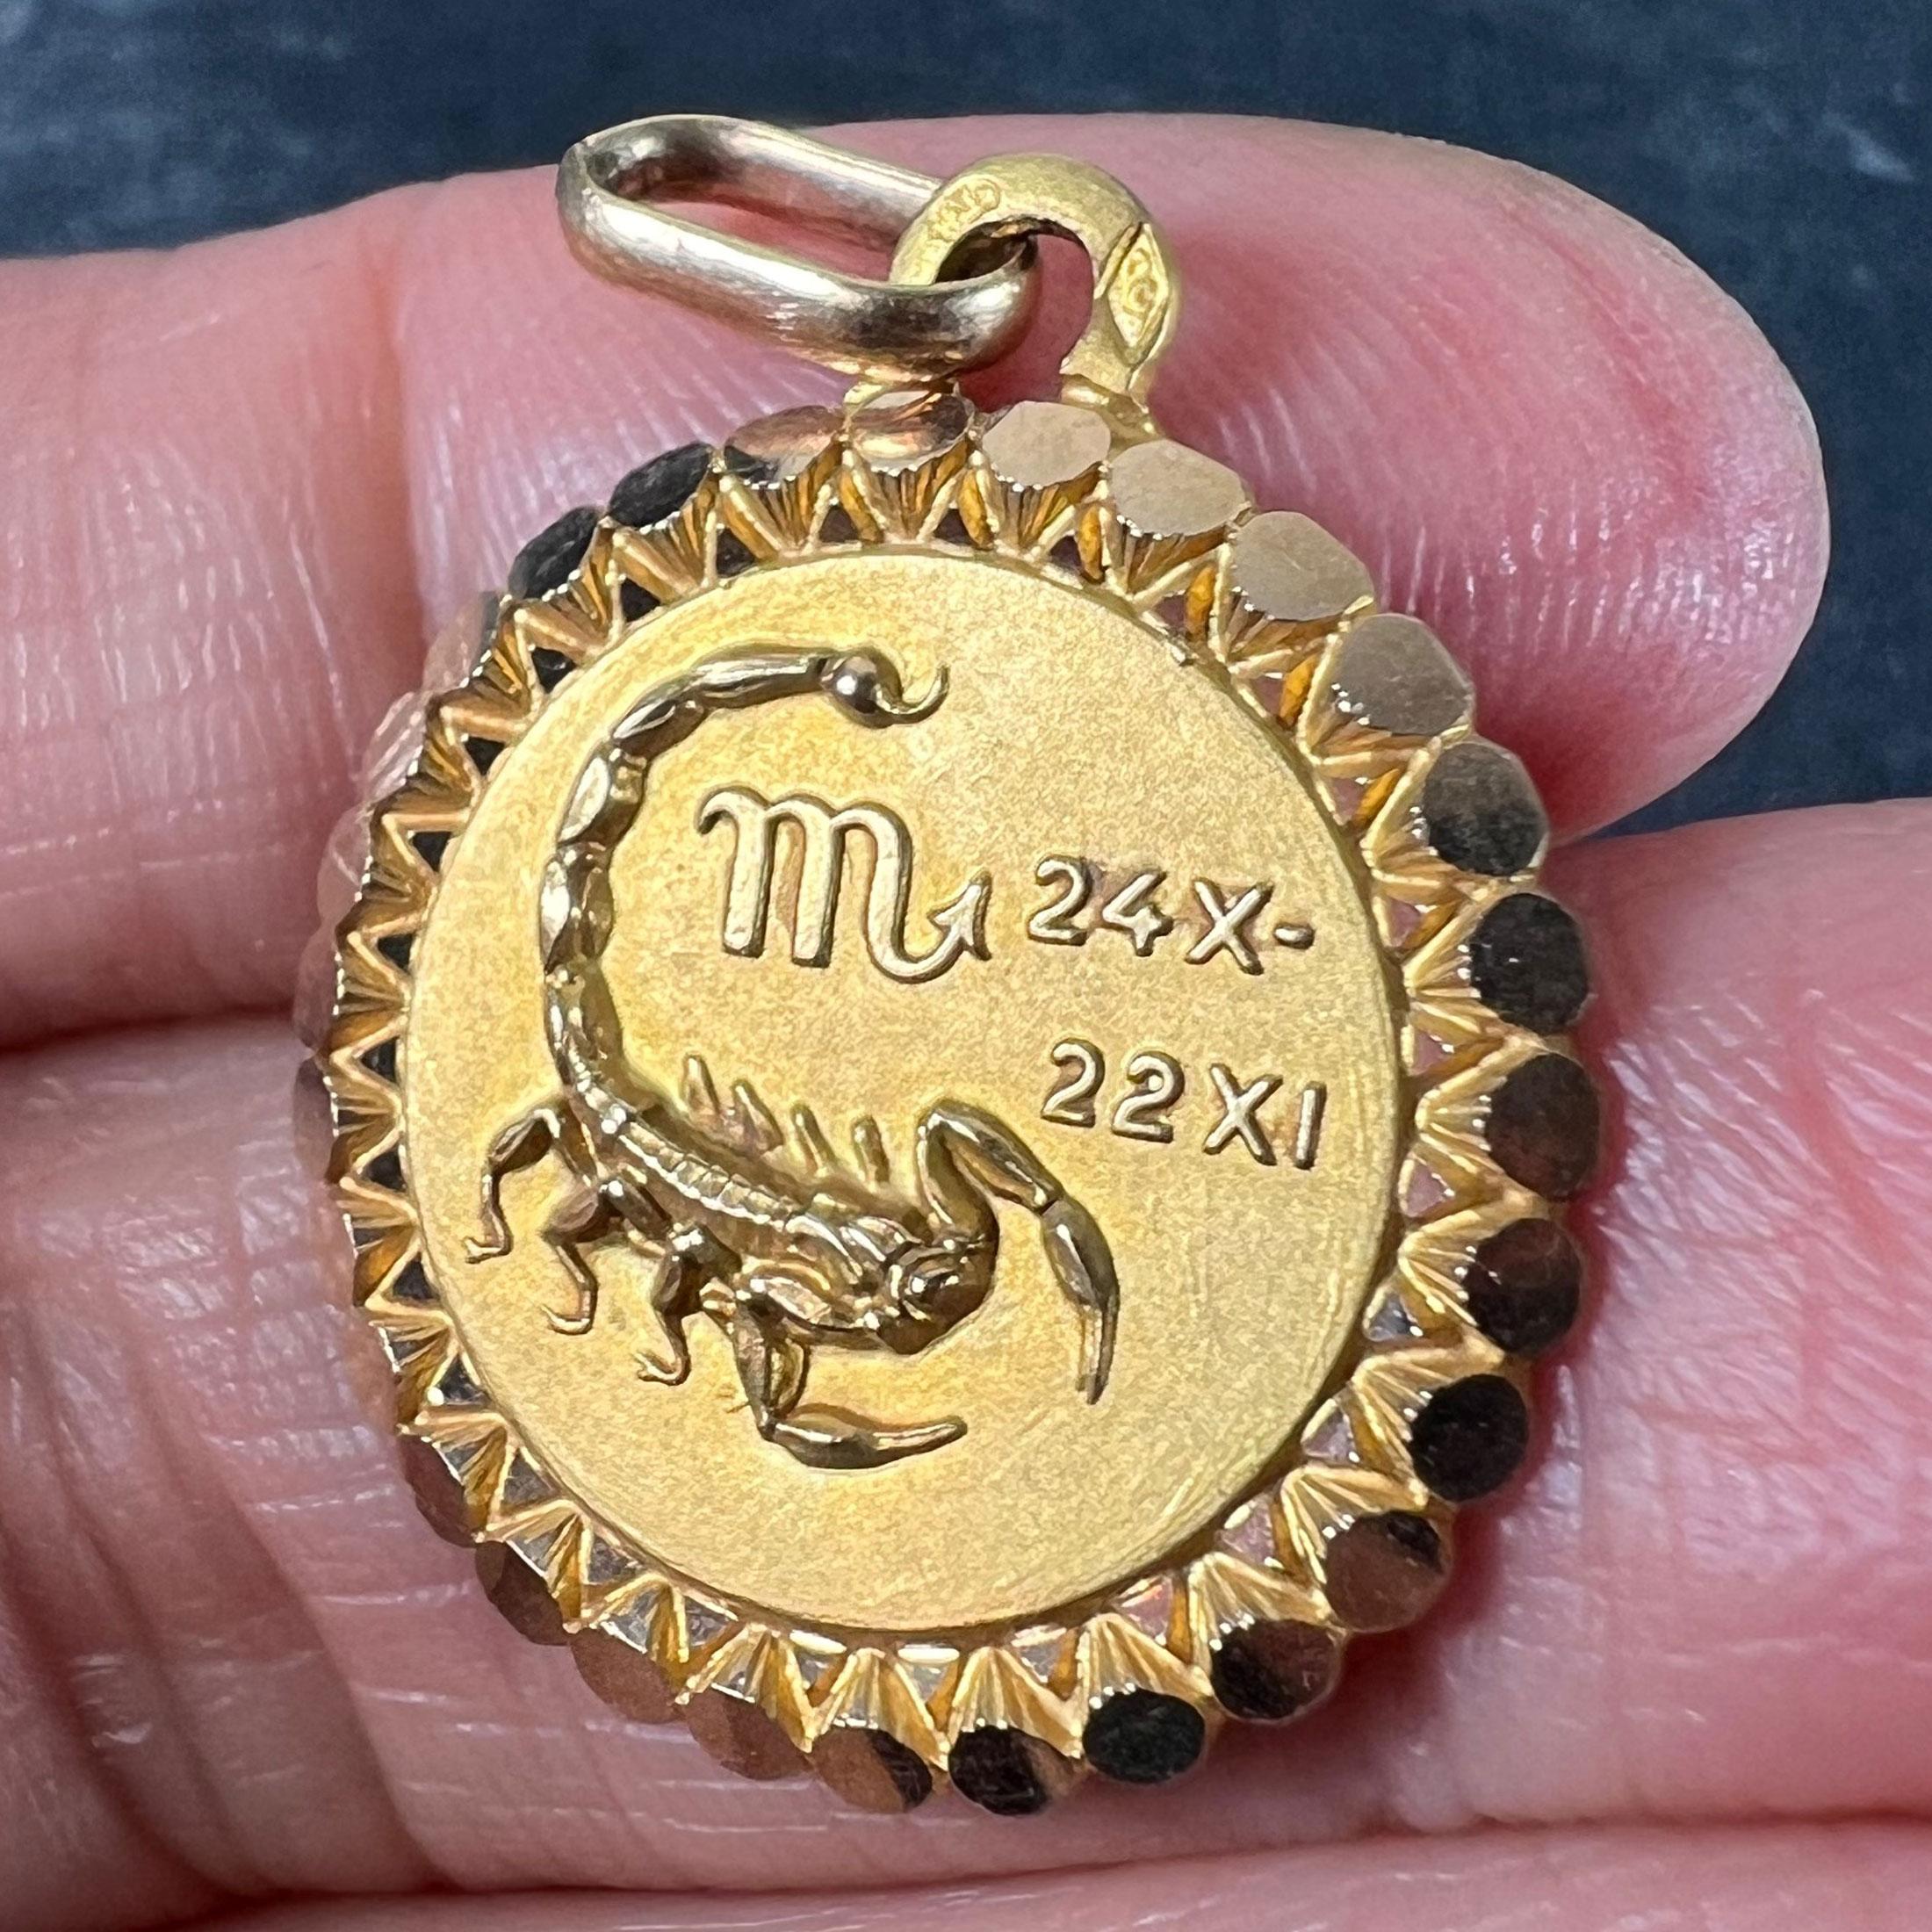 ♏ 24 X-
22 XI